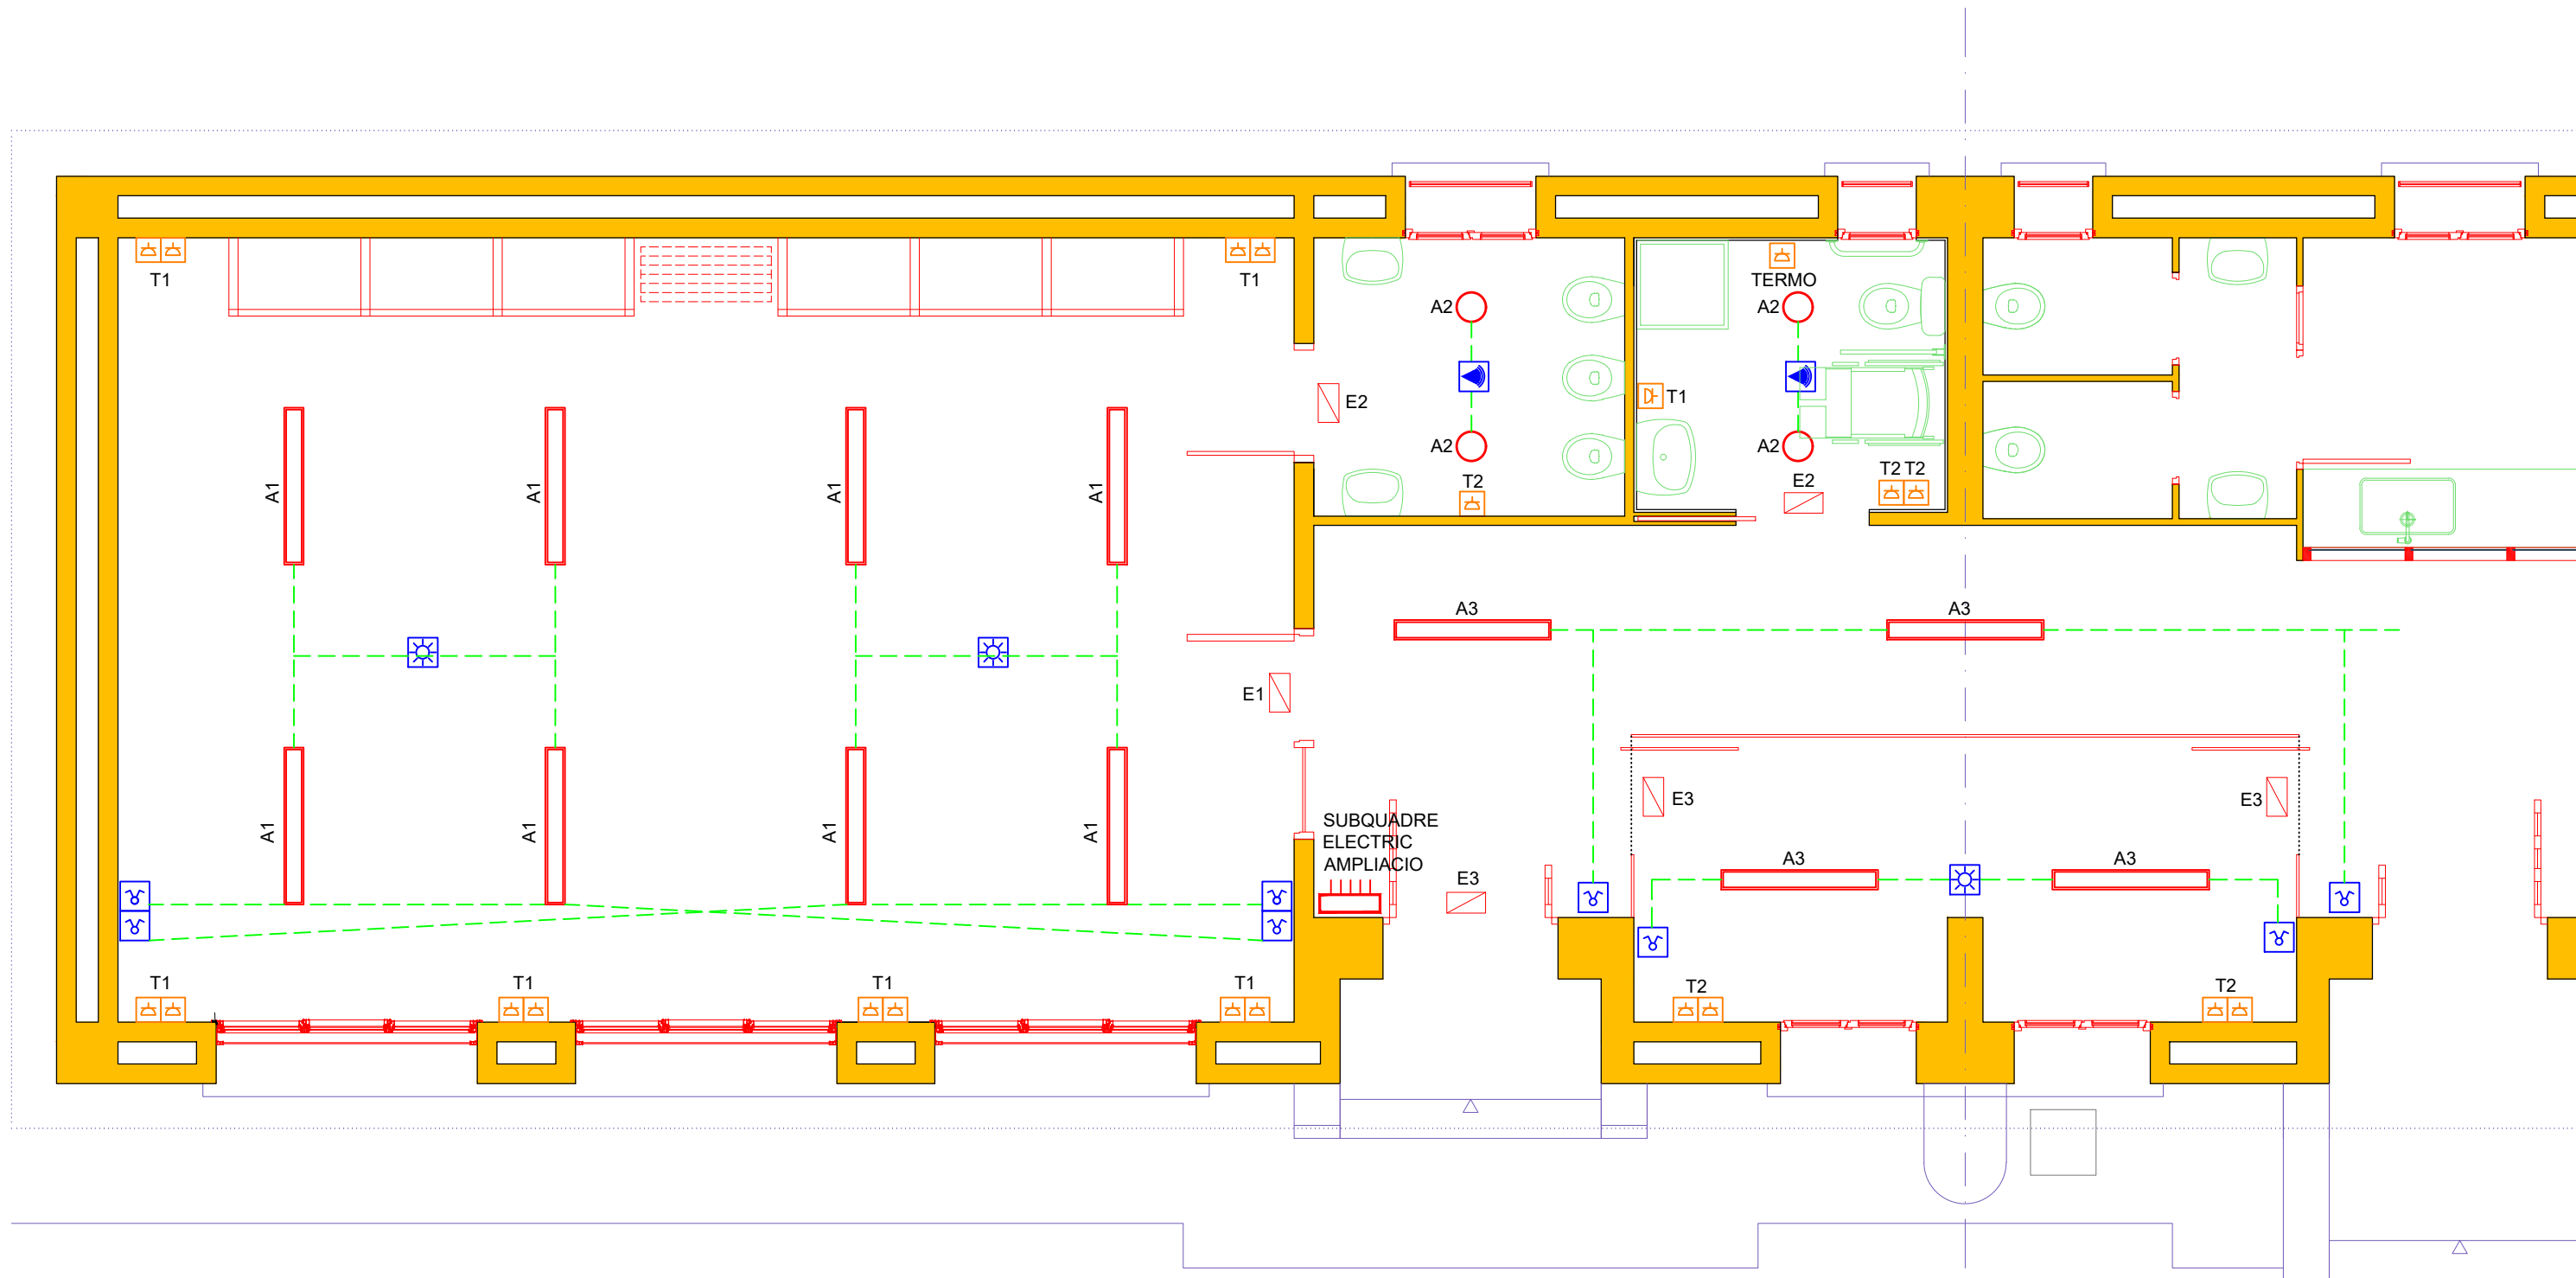 T1
T1
TERMO
A2
A2
T1
E2
A2
A2
T2 T2
T2
E2
A1
A1
A1
A1
A3
A3
E1
E3
E3
SUBQUADRE
ELECTRIC
AMPLIACIO
A1
A1
A1
A1
A3
A3
E3
T1
T1
T1
T1
T2
T2